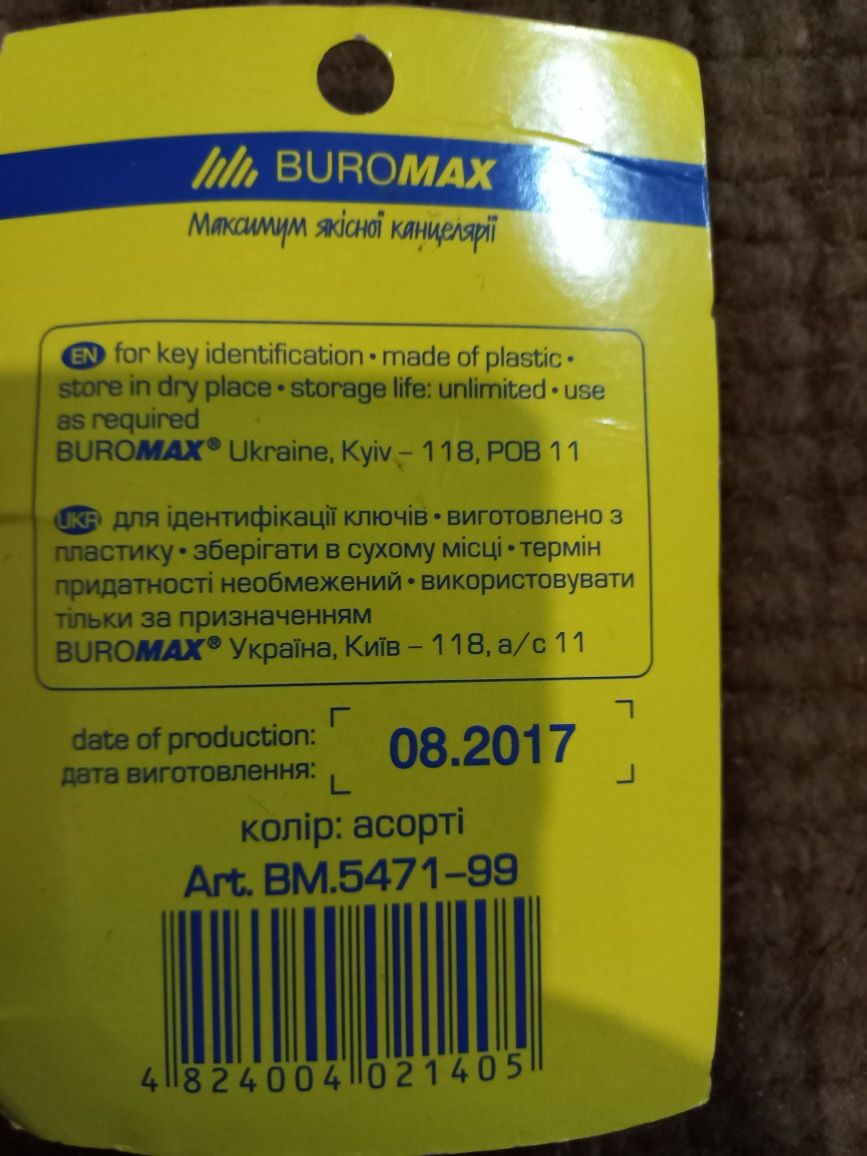 BUROMAX
Максимум якісної канцелярії
EN for key identification • made of plastic •
store in dry place • storage life: unlimited • use
as required
BUROMAX® Ukraine, Kyiv – 118, POB 11
UKR для ідентифікації ключів • виготовлено з
пластику • зберігати в сухому місці • термін
придатності необмежений • використовувати
тільки за призначенням
BUROMAX® Україна, Київ – 118, а/с 11
date of production:
дата виготовлення:
08.2017
колір: асорті
Art. BM.5471–99
4 824004 021405